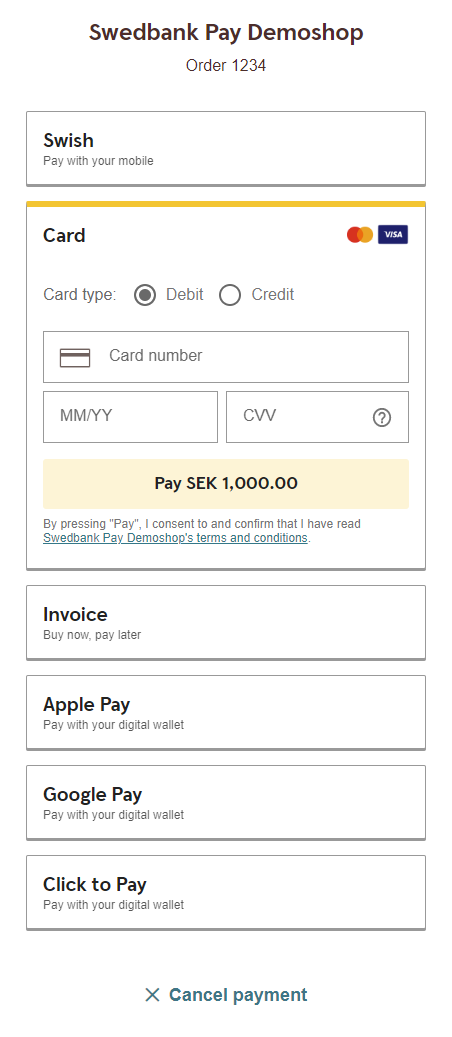 Swedbank Pay Demoshop
Order 1234
Swish
Pay with your mobile
Card
VISA
Card type: Debit Credit
Card number
MM/YY
CVV
?
Pay SEK 1,000.00
By pressing "Pay", I consent to and confirm that I have read
Swedbank Pay Demoshop's terms and conditions.
Invoice
Buy now, pay later
Apple Pay
Pay with your digital wallet
Google Pay
Pay with your digital wallet
Click to Pay
Pay with your digital wallet
Cancel payment